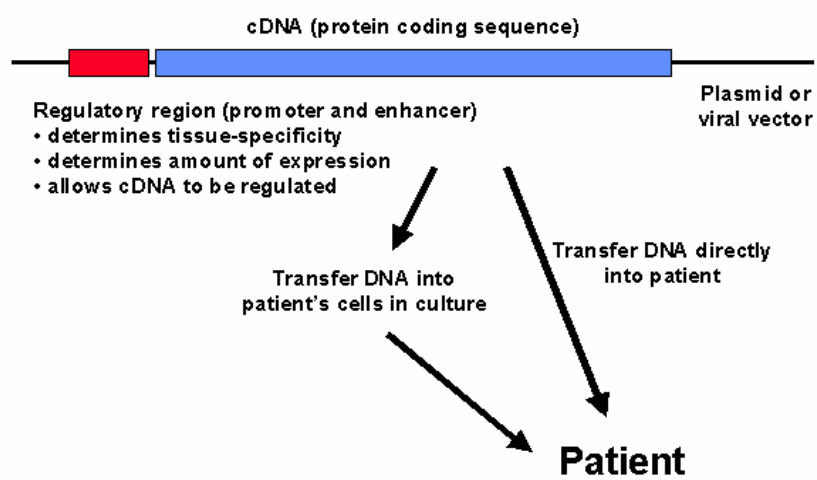 cDNA (protein coding sequence)
Regulatory region (promoter and enhancer)
• determines tissue-specificity
• determines amount of expression
• allows cDNA to be regulated
Plasmid or
viral vector
Transfer DNA into
patient's cells in culture
Transfer DNA directly
into patient
Patient